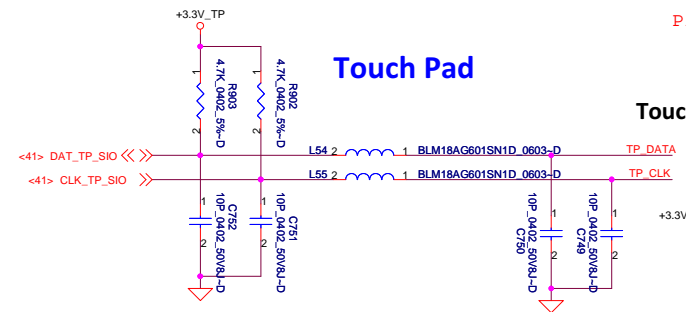 +3.3V_TP
P
Touch Pad
Touc
1
4.7K_0402_5%~D
R903
2
1
4.7K_0402_5%~D
R902
2
<41> DAT_TP_SIO
L54 2 1 BLM18AG601SN1D_0603~D
TP_DATA
<41> CLK_TP_SIO
L55 2 1 BLM18AG601SN1D_0603~D
TP_CLK
1
10P_0402_50V8J~D
C752
2
1
10P_0402_50V8J~D
C751
2
1
10P_0402_50V8J~D
C750
2
1
10P_0402_50V8J~D
C749
2
+3.3V